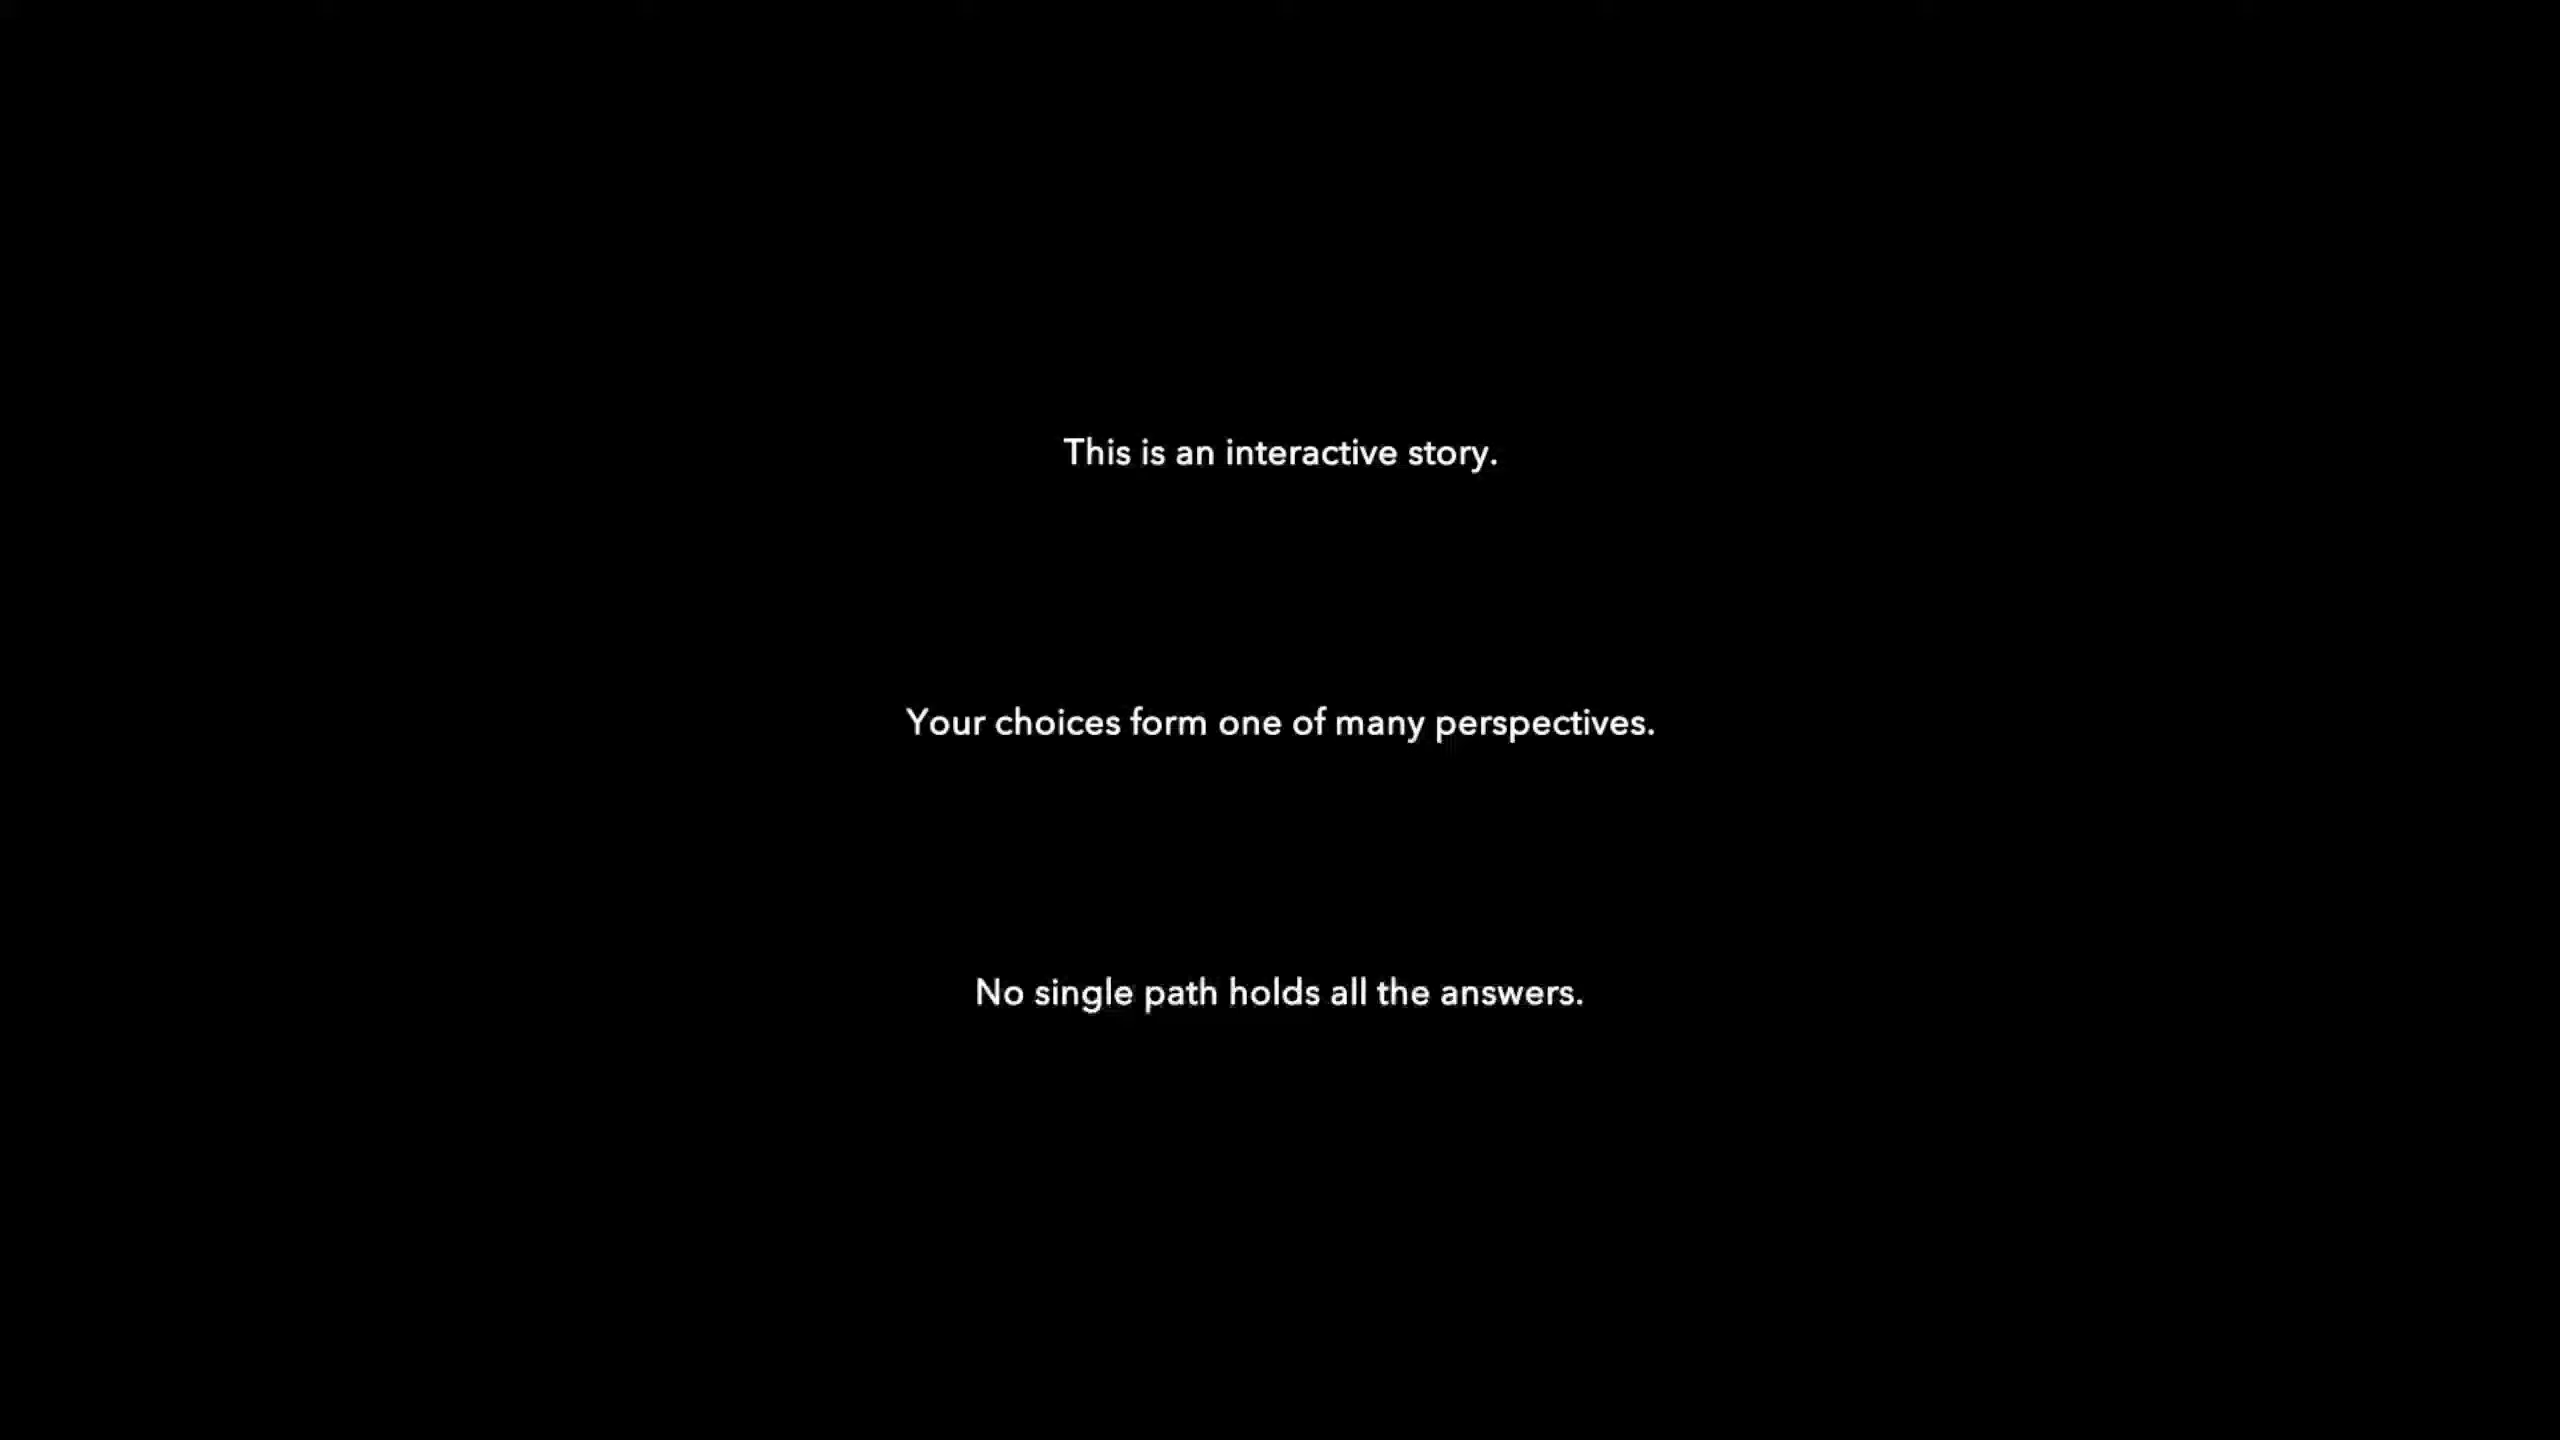 This is an interactive story.
Your choices form one of many perspectives.
No single path holds all the answers.